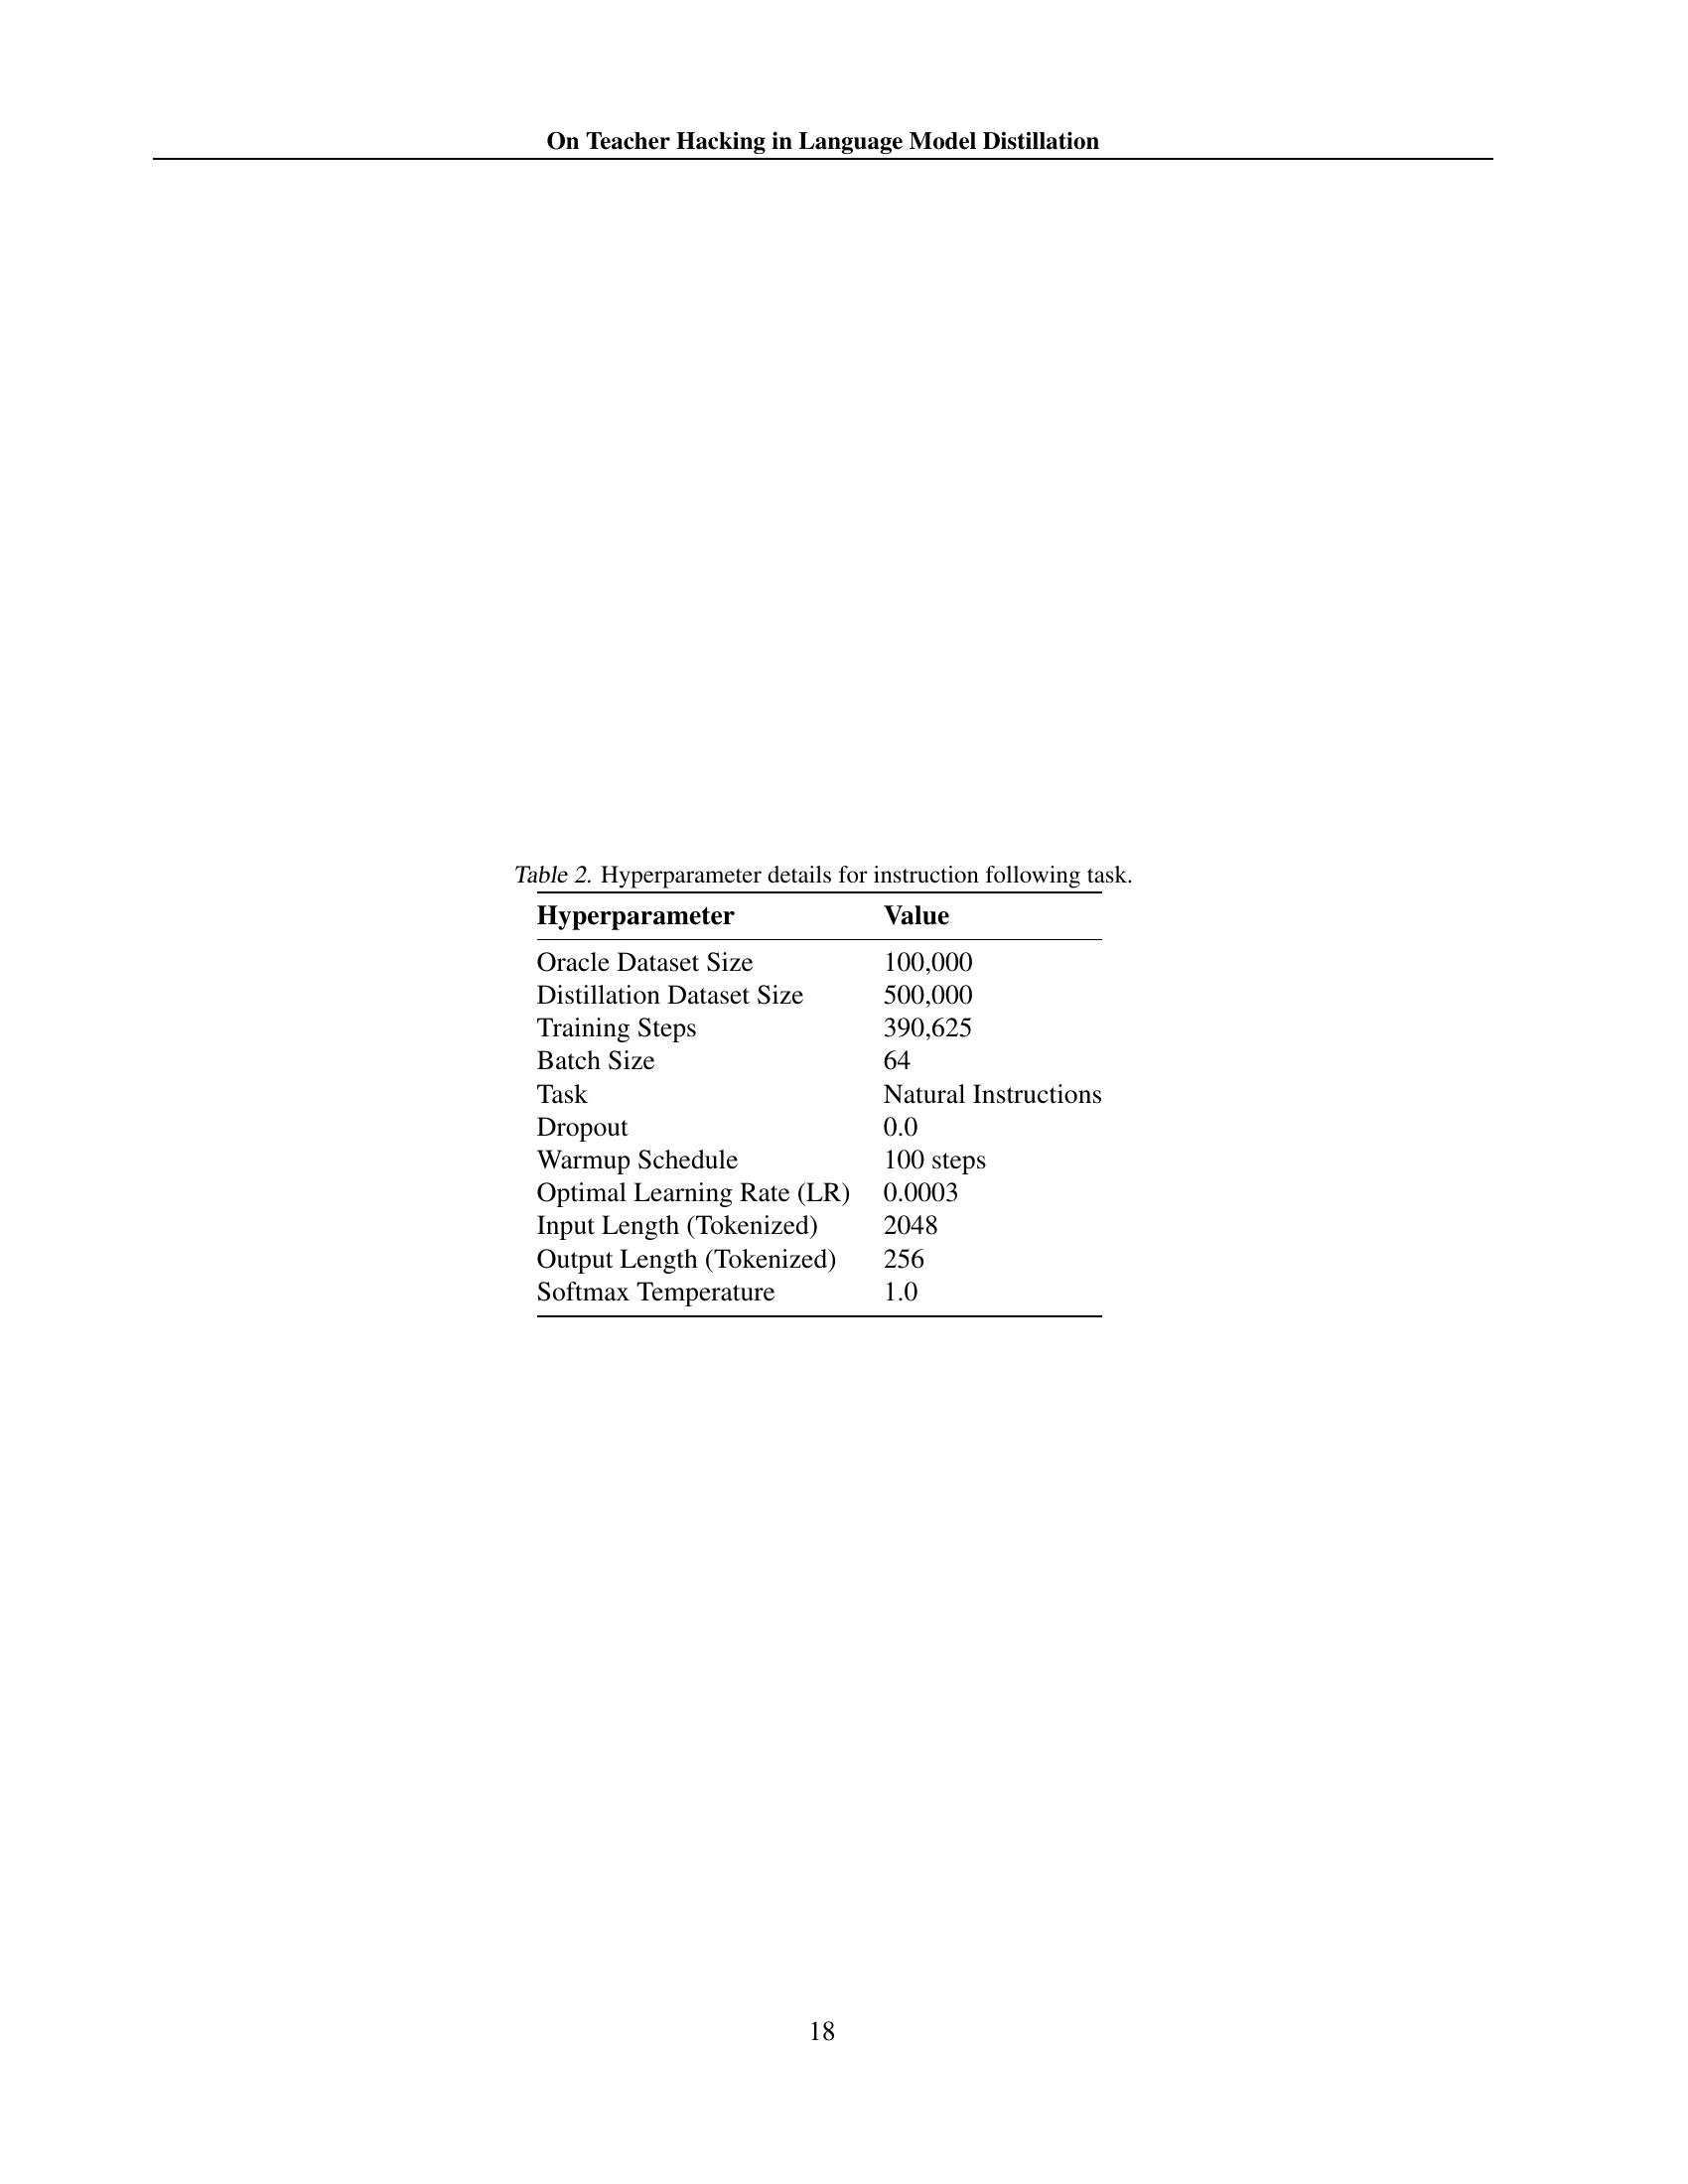 On Teacher Hacking in Language Model Distillation
Table 2. Hyperparameter details for instruction following task.
Hyperparameter Value
Oracle Dataset Size 100,000
Distillation Dataset Size 500,000
Training Steps 390,625
Batch Size 64
Task Natural Instructions
Dropout 0.0
Warmup Schedule 100 steps
Optimal Learning Rate (LR) 0.0003
Input Length (Tokenized) 2048
Output Length (Tokenized) 256
Softmax Temperature 1.0
18